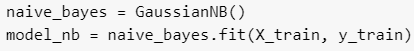 naive_bayes = GaussianNB()
model_nb = naive_bayes.fit(X_train, y_train)